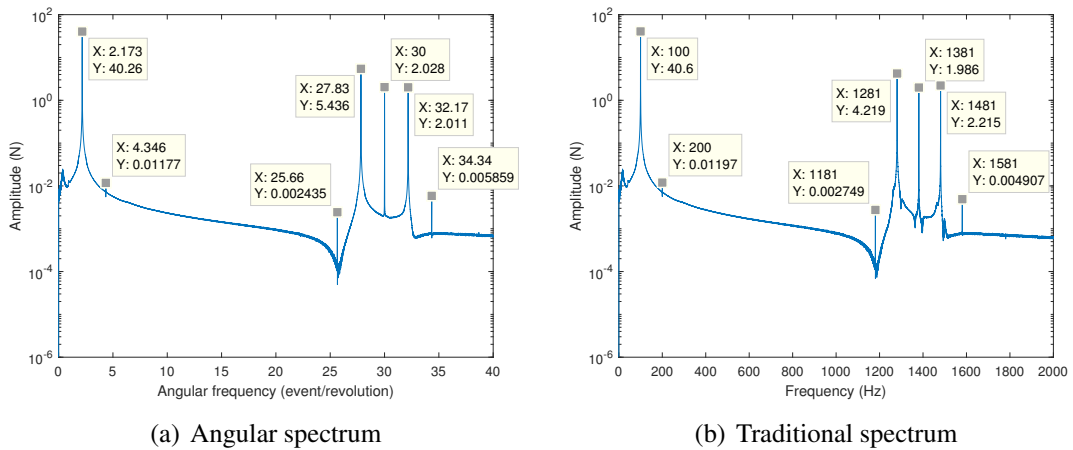 10^2
10^0
10^-2
10^-4
10^-6
Amplitude (N)
X: 2.173
Y: 40.26
X: 4.346
Y: 0.01177
X: 25.66
Y: 0.002435
X: 27.83
Y: 5.436
X: 30
Y: 2.028
X: 32.17
Y: 2.011
X: 34.34
Y: 0.005859
0 5 10 15 20 25 30 35 40
Angular frequency (event/revolution)
(a) Angular spectrum
10^2
10^0
10^-2
10^-4
10^-6
Amplitude (N)
X: 100
Y: 40.6
X: 200
Y: 0.01197
X: 1181
Y: 0.002749
X: 1281
Y: 4.219
X: 1381
Y: 1.986
X: 1481
Y: 2.215
X: 1581
Y: 0.004907
0 200 400 600 800 1000 1200 1400 1600 1800 2000
Frequency (Hz)
(b) Traditional spectrum